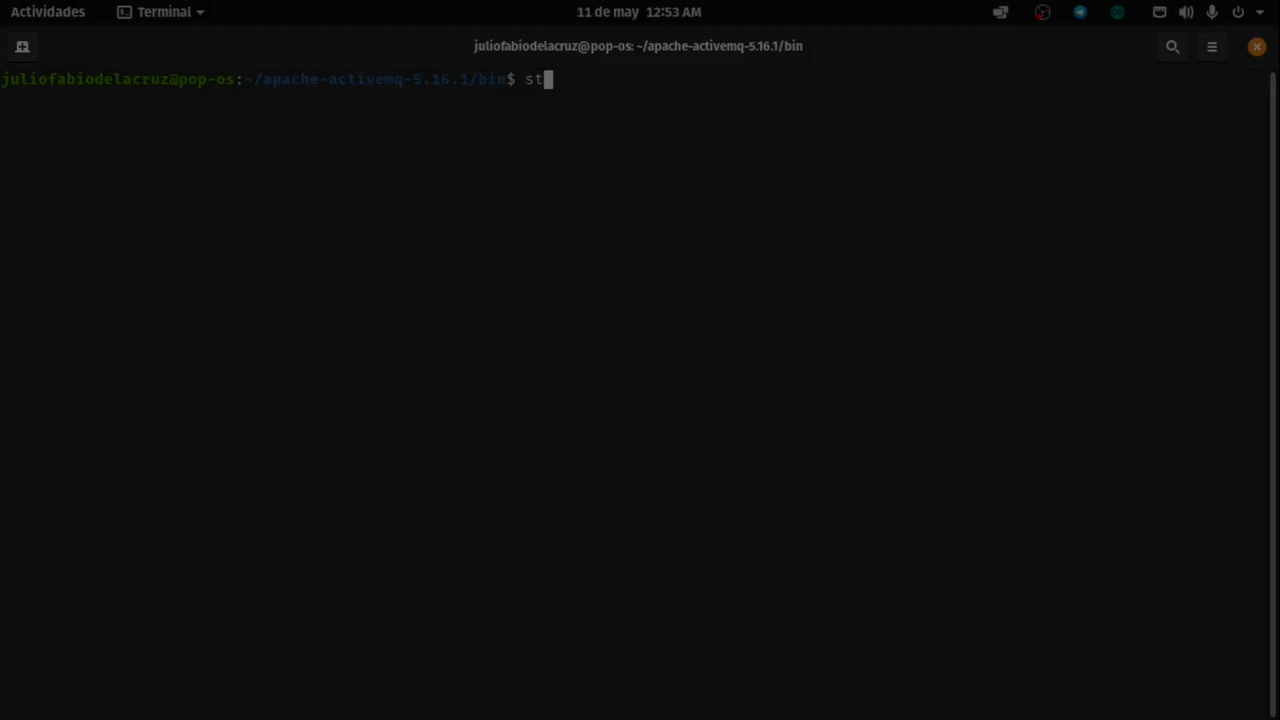 Actividades Terminal 11 de may 12:53 AM
juliofabiodelacruz@pop-os: ~/apache-activemq-5.16.1/bin
juliofabiodelacruz@pop-os:~/apache-activemq-5.16.1/bin$ st